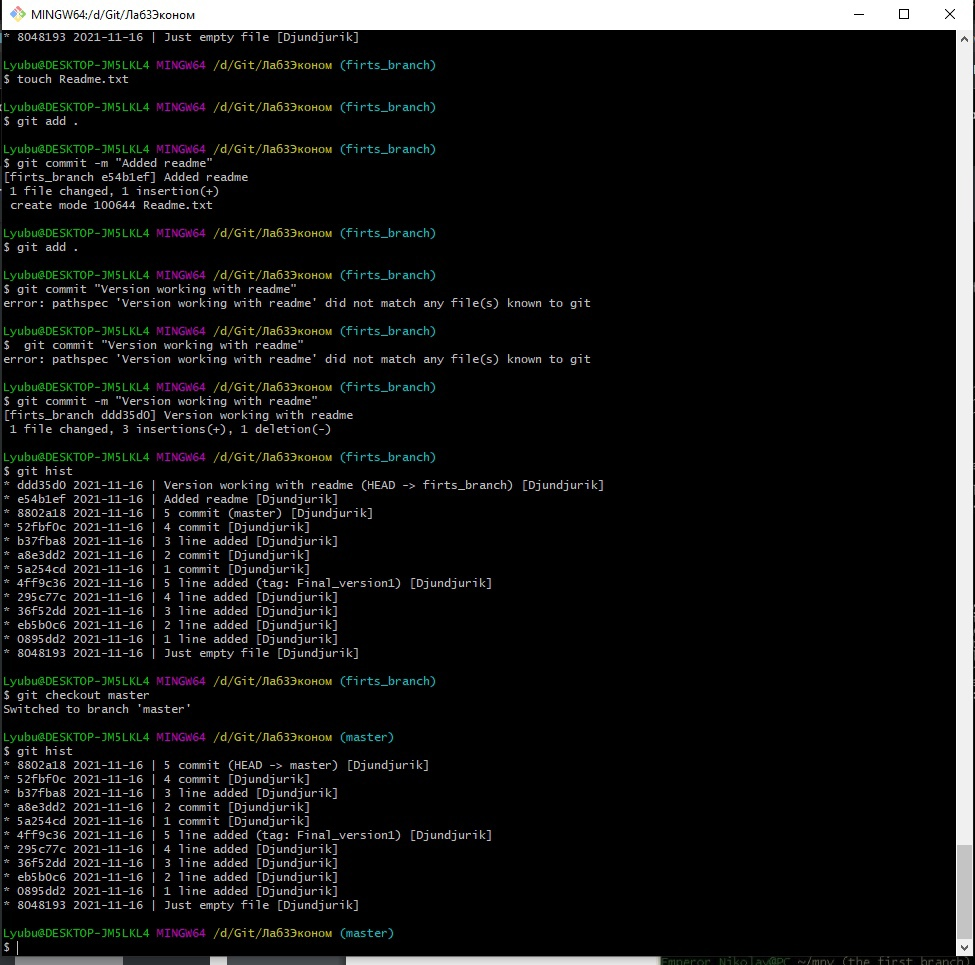 MINGW64:/d/Git/Лаб3Эконом
* 8048193 2021-11-16 | Just empty file [Djundjurik]
Lyubu@DESKTOP-JM5LKL4 MINGW64 /d/Git/Лаб3Эконом (firts_branch)
$ touch Readme.txt
Lyubu@DESKTOP-JM5LKL4 MINGW64 /d/Git/Лаб3Эконом (firts_branch)
$ git add .
Lyubu@DESKTOP-JM5LKL4 MINGW64 /d/Git/Лаб3Эконом (firts_branch)
$ git commit -m "Added readme"
[firts_branch e54b1ef] Added readme
1 file changed, 1 insertion(+)
create mode 100644 Readme.txt
Lyubu@DESKTOP-JM5LKL4 MINGW64 /d/Git/Лаб3Эконом (firts_branch)
$ git add .
Lyubu@DESKTOP-JM5LKL4 MINGW64 /d/Git/Лаб3Эконом (firts_branch)
$ git commit "Version working with readme"
error: pathspec 'Version working with readme' did not match any file(s) known to git
Lyubu@DESKTOP-JM5LKL4 MINGW64 /d/Git/Лаб3Эконом (firts_branch)
$  git commit "Version working with readme"
error: pathspec 'Version working with readme' did not match any file(s) known to git
Lyubu@DESKTOP-JM5LKL4 MINGW64 /d/Git/Лаб3Эконом (firts_branch)
$ git commit -m "Version working with readme"
[firts_branch ddd35d0] Version working with readme
1 file changed, 3 insertions(+), 1 deletion(-)
Lyubu@DESKTOP-JM5LKL4 MINGW64 /d/Git/Лаб3Эконом (firts_branch)
$ git hist
* ddd35d0 2021-11-16 | Version working with readme (HEAD -> firts_branch) [Djundjurik]
* e54b1ef 2021-11-16 | Added readme [Djundjurik]
* 8802a18 2021-11-16 | 5 commit (master) [Djundjurik]
* 52fbf0c 2021-11-16 | 4 commit [Djundjurik]
* b37fba8 2021-11-16 | 3 line added [Djundjurik]
* a8e3dd2 2021-11-16 | 2 commit [Djundjurik]
* 5a254cd 2021-11-16 | 1 commit [Djundjurik]
* 4ff9c36 2021-11-16 | 5 line added (tag: Final_version1) [Djundjurik]
* 295c77c 2021-11-16 | 4 line added [Djundjurik]
* 36f52dd 2021-11-16 | 3 line added [Djundjurik]
* eb5b0c6 2021-11-16 | 2 line added [Djundjurik]
* 0895dd2 2021-11-16 | 1 line added [Djundjurik]
* 8048193 2021-11-16 | Just empty file [Djundjurik]
Lyubu@DESKTOP-JM5LKL4 MINGW64 /d/Git/Лаб3Эконом (firts_branch)
$ git checkout master
Switched to branch 'master'
Lyubu@DESKTOP-JM5LKL4 MINGW64 /d/Git/Лаб3Эконом (master)
$ git hist
* 8802a18 2021-11-16 | 5 commit (HEAD -> master) [Djundjurik]
* 52fbf0c 2021-11-16 | 4 commit [Djundjurik]
* b37fba8 2021-11-16 | 3 line added [Djundjurik]
* a8e3dd2 2021-11-16 | 2 commit [Djundjurik]
* 5a254cd 2021-11-16 | 1 commit [Djundjurik]
* 4ff9c36 2021-11-16 | 5 line added (tag: Final_version1) [Djundjurik]
* 295c77c 2021-11-16 | 4 line added [Djundjurik]
* 36f52dd 2021-11-16 | 3 line added [Djundjurik]
* eb5b0c6 2021-11-16 | 2 line added [Djundjurik]
* 0895dd2 2021-11-16 | 1 line added [Djundjurik]
* 8048193 2021-11-16 | Just empty file [Djundjurik]
Lyubu@DESKTOP-JM5LKL4 MINGW64 /d/Git/Лаб3Эконом (master)
$
Emperor Nikolay@PC ~/mpv (the first branch)